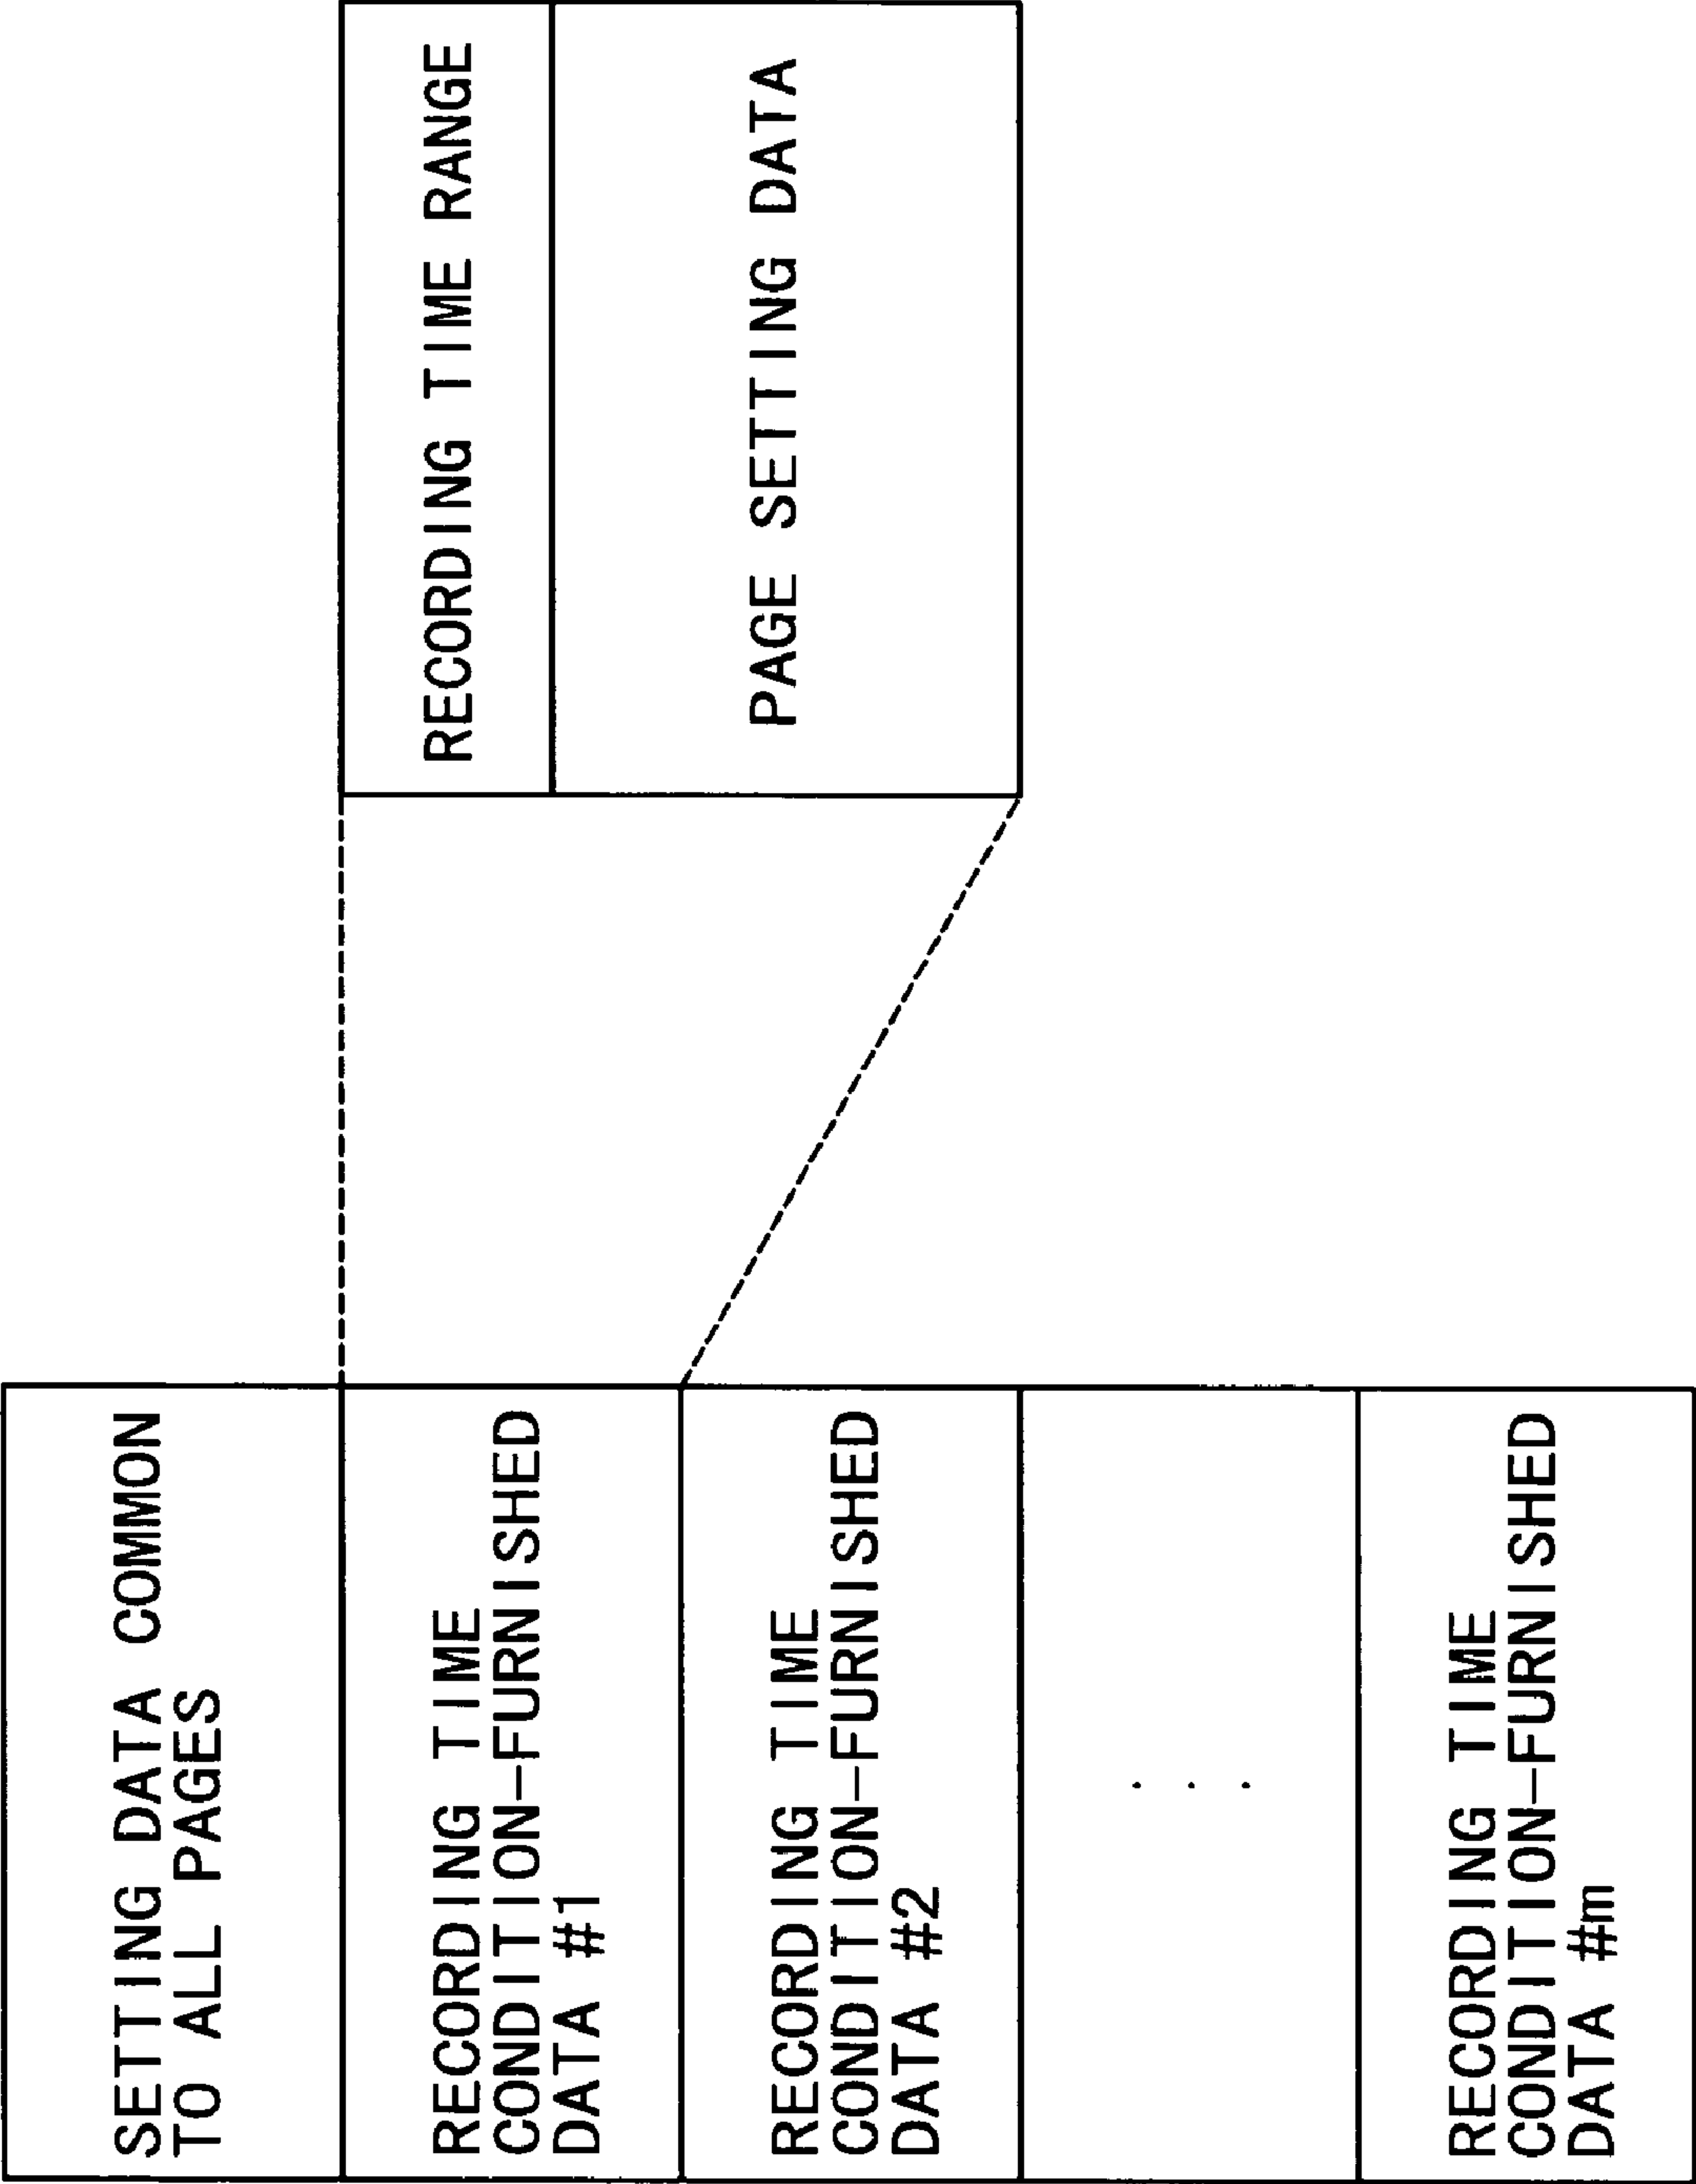 SETTING DATA COMMON
TO ALL PAGES
RECORDING TIME
CONDITION-FURNISHED
DATA #1
RECORDING TIME
CONDITION-FURNISHED
DATA #2
. . .
RECORDING TIME
CONDITION-FURNISHED
DATA #m
RECORDING TIME RANGE
PAGE SETTING DATA